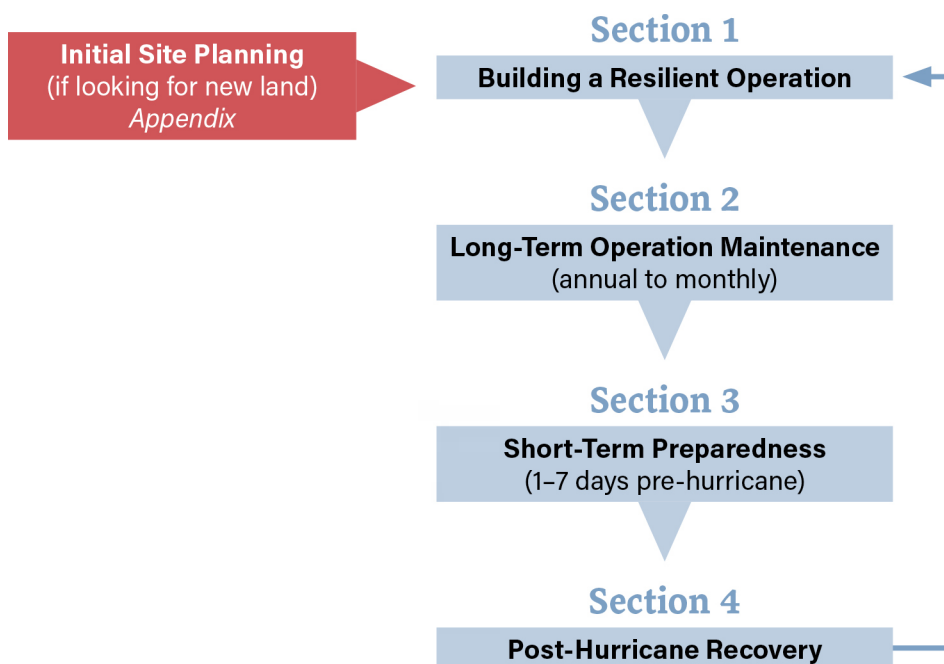 Initial Site Planning
(if looking for new land)
Appendix
Section 1
Building a Resilient Operation
Section 2
Long-Term Operation Maintenance
(annual to monthly)
Section 3
Short-Term Preparedness
(1–7 days pre-hurricane)
Section 4
Post-Hurricane Recovery